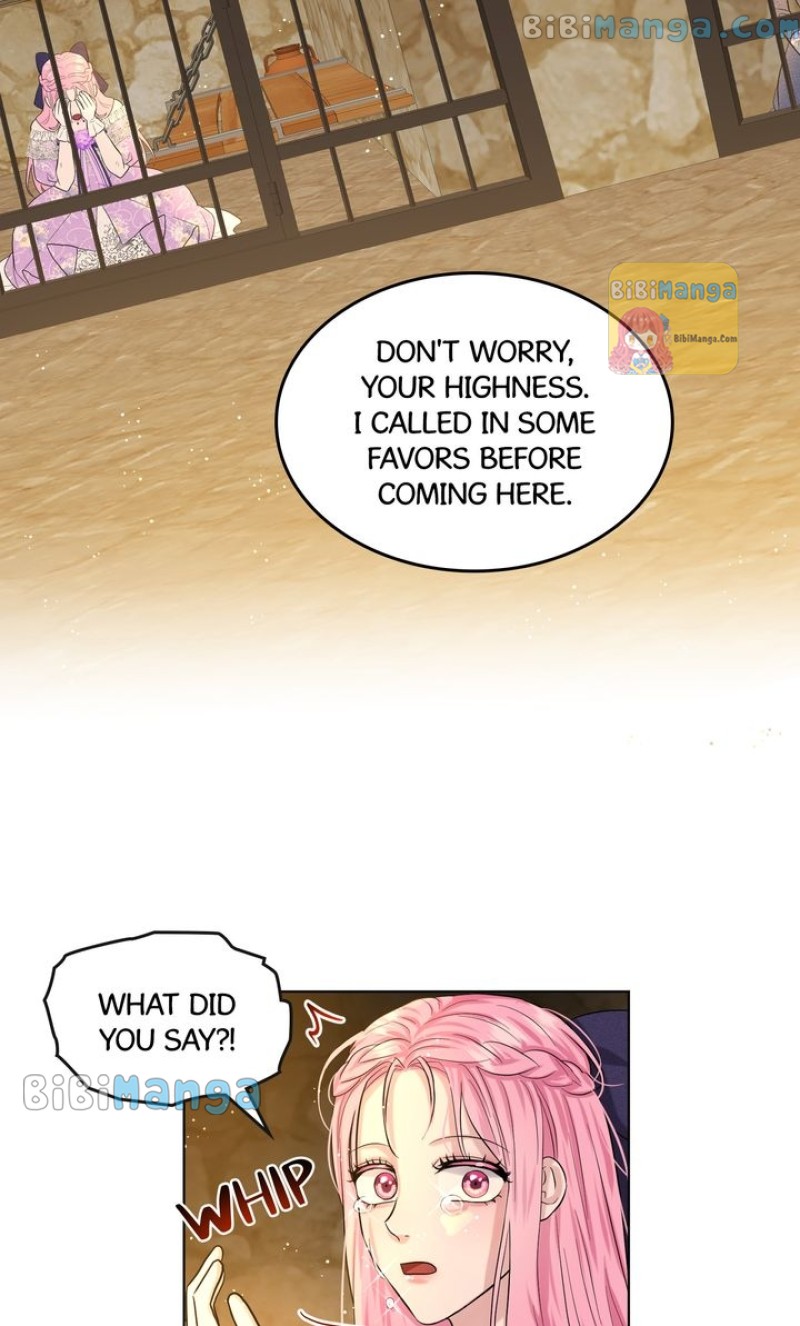 BiBiManga.Com
BiBiManga
BibiManga.Com
DON'T WORRY,
YOUR HIGHNESS.
I CALLED IN SOME
FAVORS BEFORE
COMING HERE.
WHAT DID
YOU SAY?!
BiBiManga
WHIP